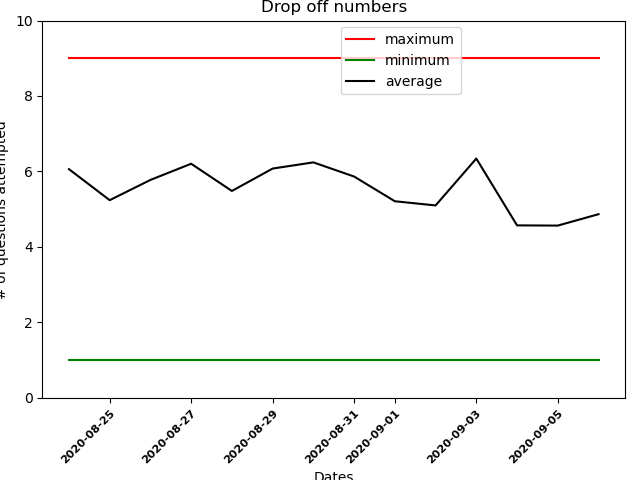 Drop off numbers
maximum
minimum
average
# of questions attempted
10
8
6
4
2
0
2020-08-25
2020-08-27
2020-08-29
2020-08-31
2020-09-01
2020-09-03
2020-09-05
Dates